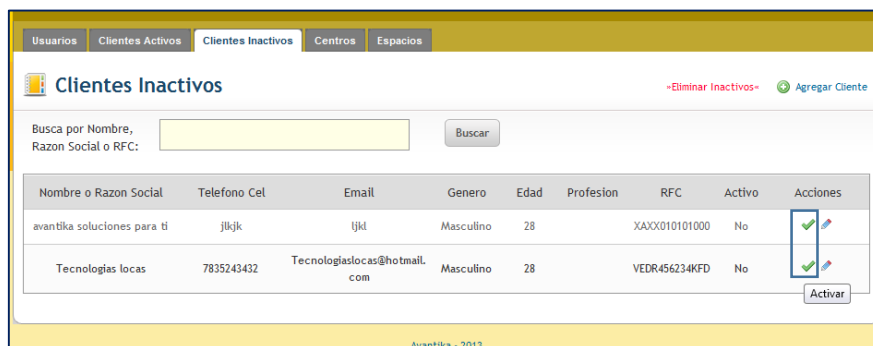 Usuarios Clientes Activos Clientes Inactivos Centros Espacios
Clientes Inactivos
»Eliminar Inactivos« Agregar Cliente
Busca por Nombre,
Razon Social o RFC:
Buscar
Nombre o Razon Social Telefono Cel Email Genero Edad Profesion RFC Activo Acciones
avantika soluciones para ti jlkjk ljkl Masculino 28 XAXX010101000 No
Tecnologias locas 7835243432 Tecnologiaslocas@hotmail. Masculino 28 VEDR456234KFD No
com
Activar
Avantika - 2013